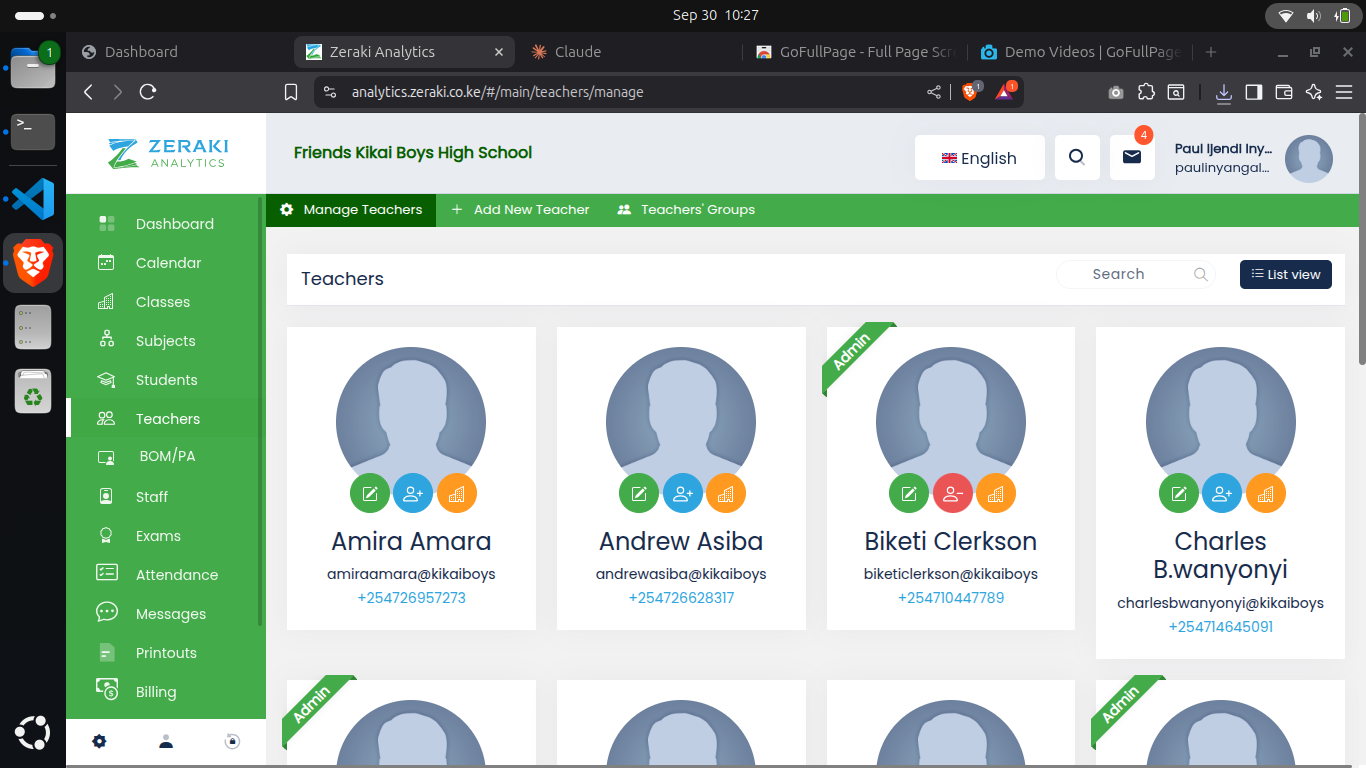 Sep 30 10:27
1
Dashboard
Zeraki Analytics
Claude
GoFullPage - Full Page Scr
Demo Videos | GoFullPage
analytics.zeraki.co.ke/#/main/teachers/manage
1
1
>_
ZERAKI
ANALYTICS
Friends Kikai Boys High School
English
4
Paul Ijendi Iny...
paulinyangal...
Manage Teachers
Add New Teacher
Teachers' Groups
Dashboard
Calendar
Classes
Subjects
Students
Teachers
BOM/PA
Staff
Exams
Attendance
Messages
Printouts
Billing
Teachers
Search
List view
Amira Amara
amiraamara@kikaiboys
+254726957273
Andrew Asiba
andrewasiba@kikaiboys
+254726628317
Admin
Biketi Clerkson
biketiclerkson@kikaiboys
+254710447789
Charles
B.wanyonyi
charlesbwanyonyi@kikaiboys
+254714645091
Admin
Admin